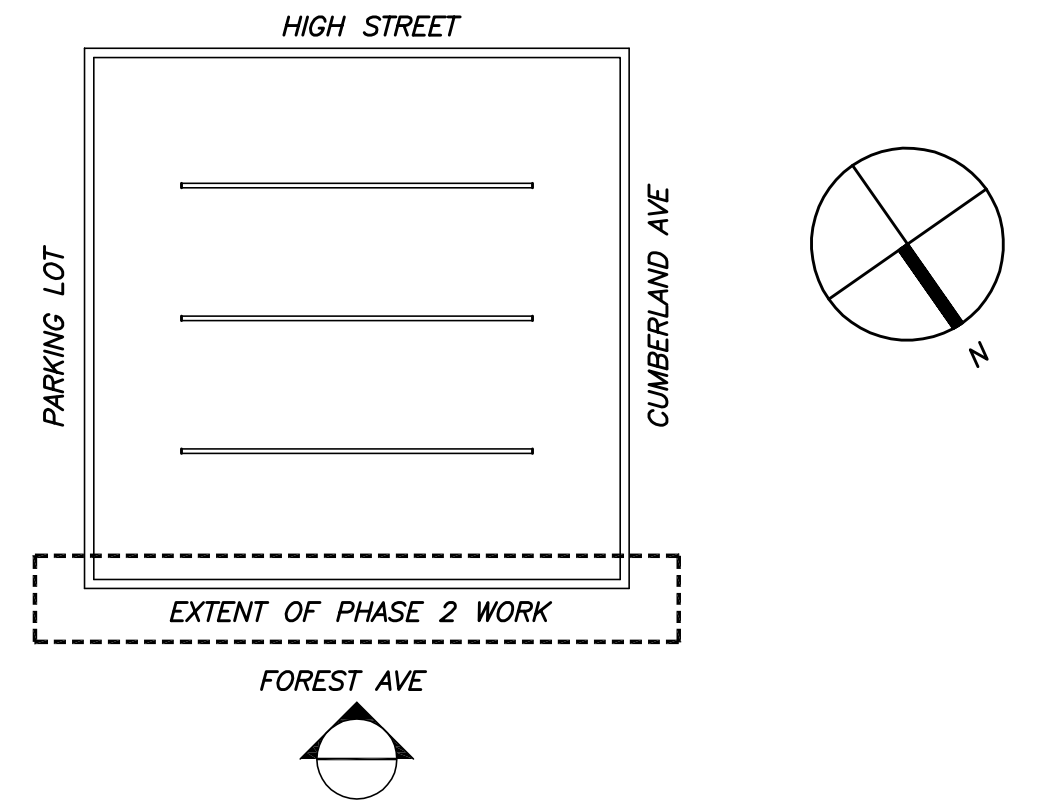 HIGH STREET
PARKING LOT
CUMBERLAND AVE
N
EXTENT OF PHASE 2 WORK
FOREST AVE